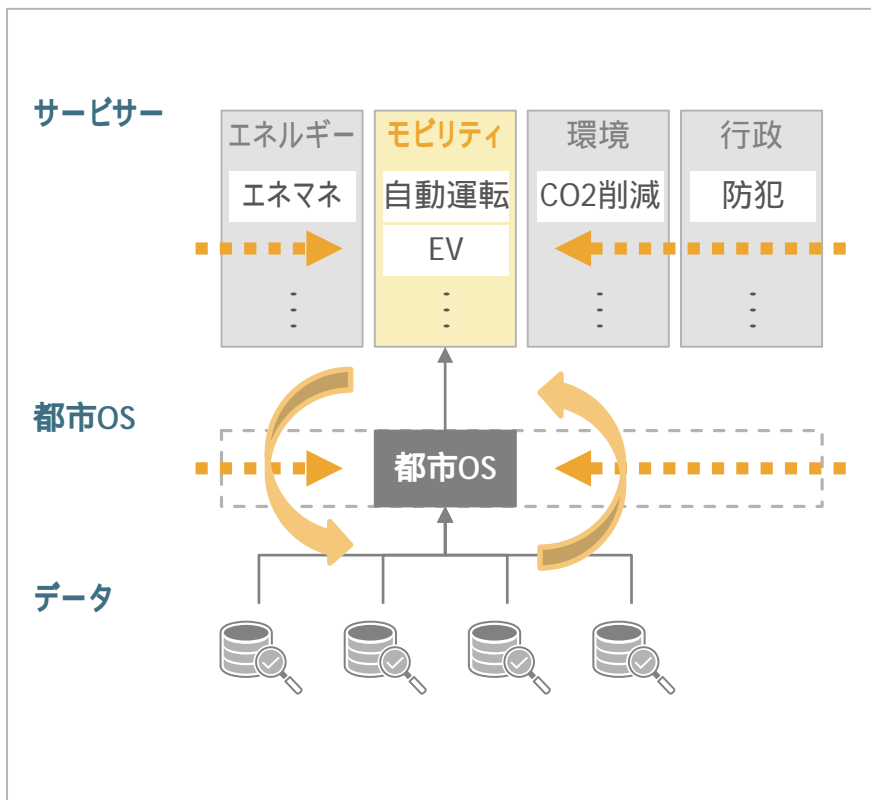 サービサー
エネルギー
モビリティ
環境
行政
エネマネ
自動運転
CO2削減
防犯
EV
都市OS
都市OS
データ